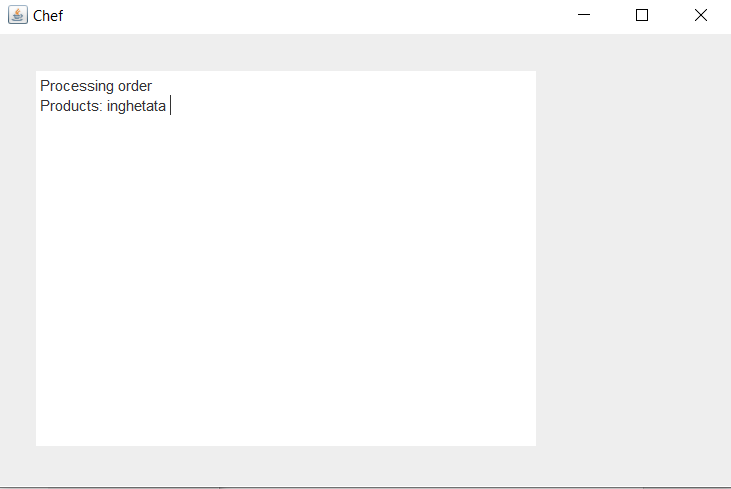 Chef
Processing order
Products: inghetata